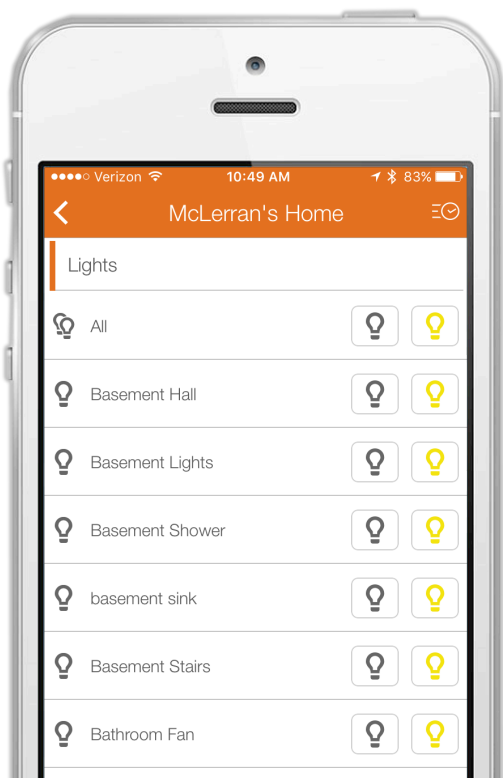 Verizon 10:49 AM 83%
McLerran's Home
Lights
All
Basement Hall
Basement Lights
Basement Shower
basement sink
Basement Stairs
Bathroom Fan